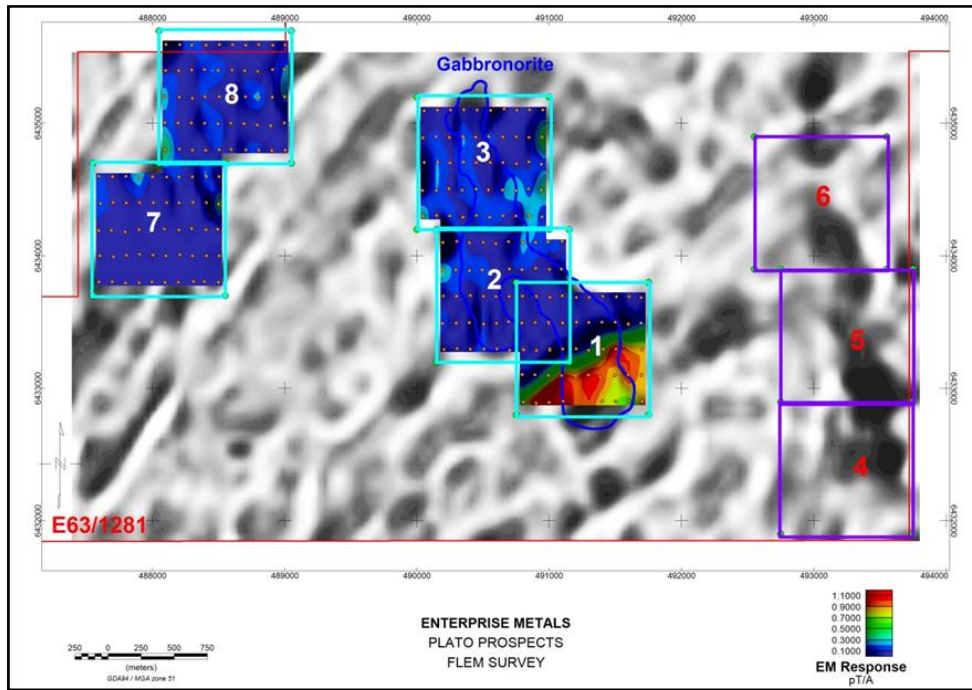 488000 489000 490000 491000 492000 493000 494000
Gabbronorite
8
6435000 6435000
3
6
7
6434000 6434000
2
5
1
6433000 6433000
4
6432000 6432000
E63/1281
488000 489000 490000 491000 492000 493000 494000
ENTERPRISE METALS
PLATO PROSPECTS
FLEM SURVEY
250 0 250 500 750
(meters)
GDA94 / MGA zone 51
1.1000
0.9000
0.7000
0.5000
0.3000
0.1000
EM Response
pT/A